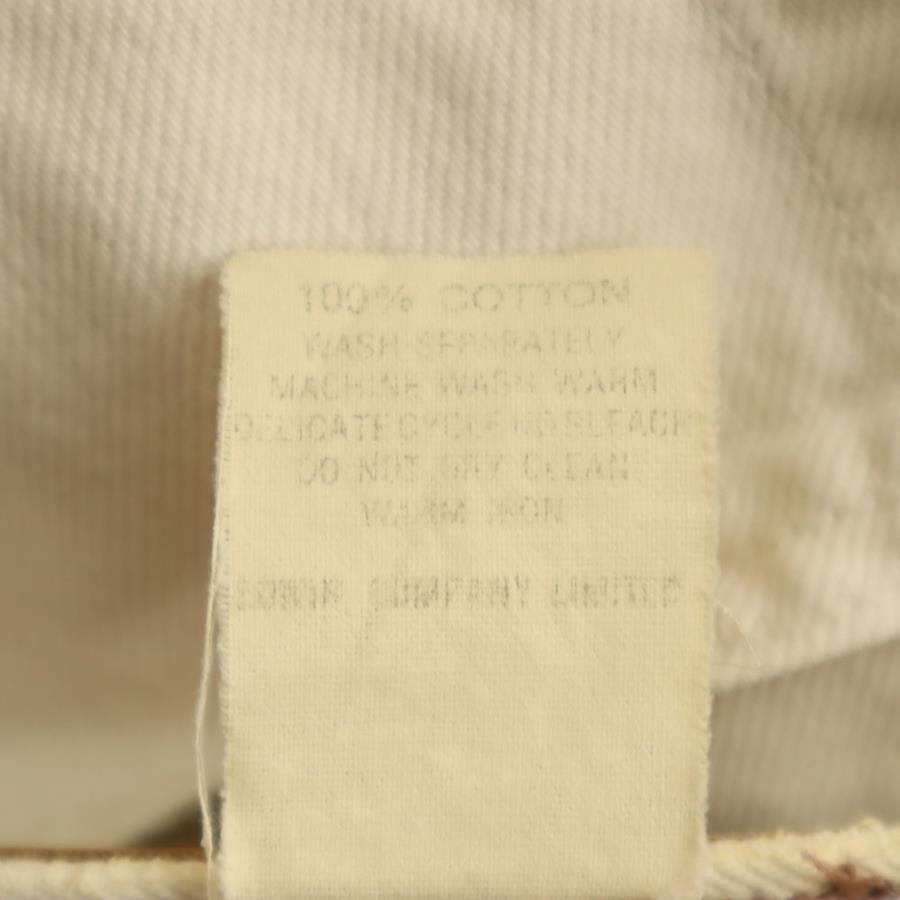 100% COTTON
WASH SEPARATELY
MACHINE WASH WARM
DELICATE CYCLE NO BLEACH
DO NOT DRY CLEAN
WARM IRON
EDWIN COMPANY LIMITED